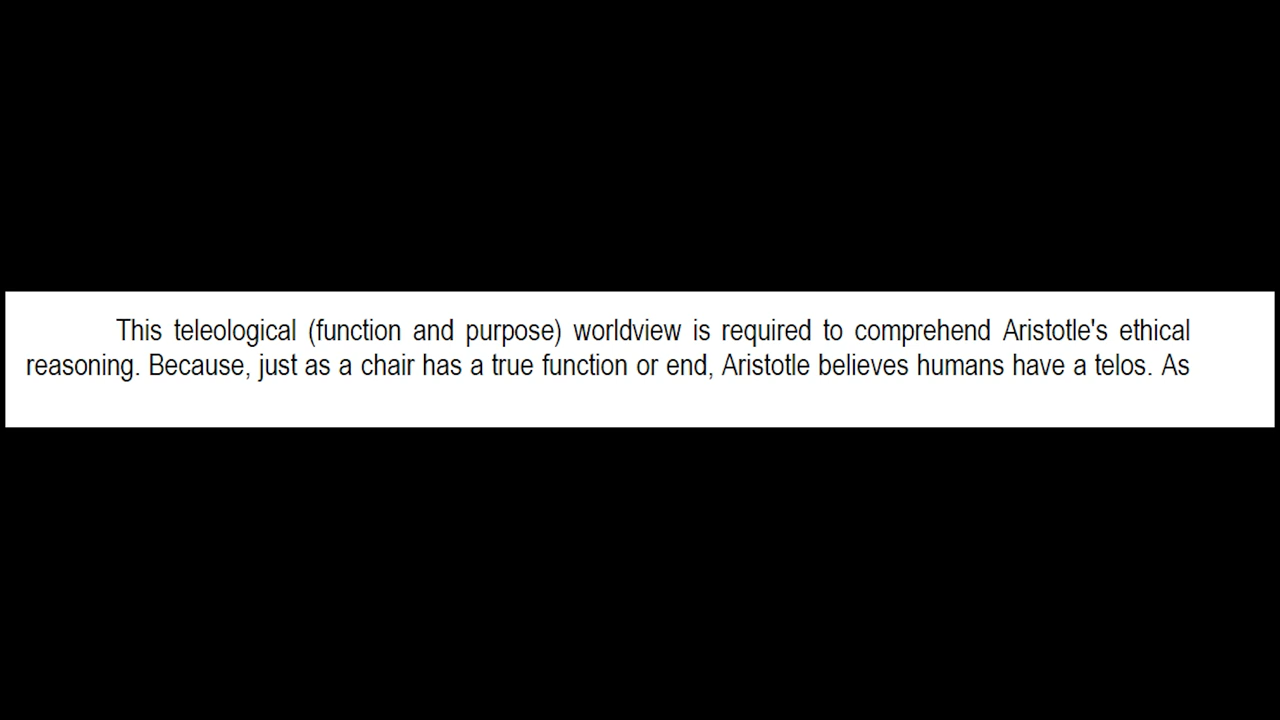 This teleological (function and purpose) worldview is required to comprehend Aristotle's ethical
reasoning. Because, just as a chair has a true function or end, Aristotle believes humans have a telos. As